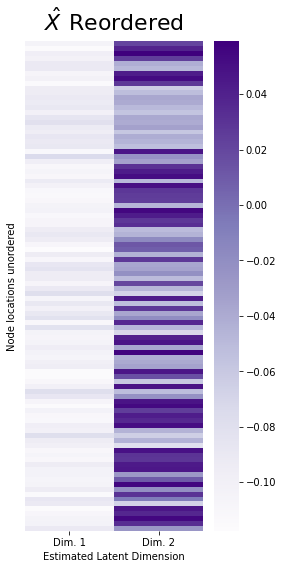 X̂ Reordered
Node locations unordered
Dim. 1
Dim. 2
Estimated Latent Dimension
0.04
0.02
0.00
−0.02
−0.04
−0.06
−0.08
−0.10